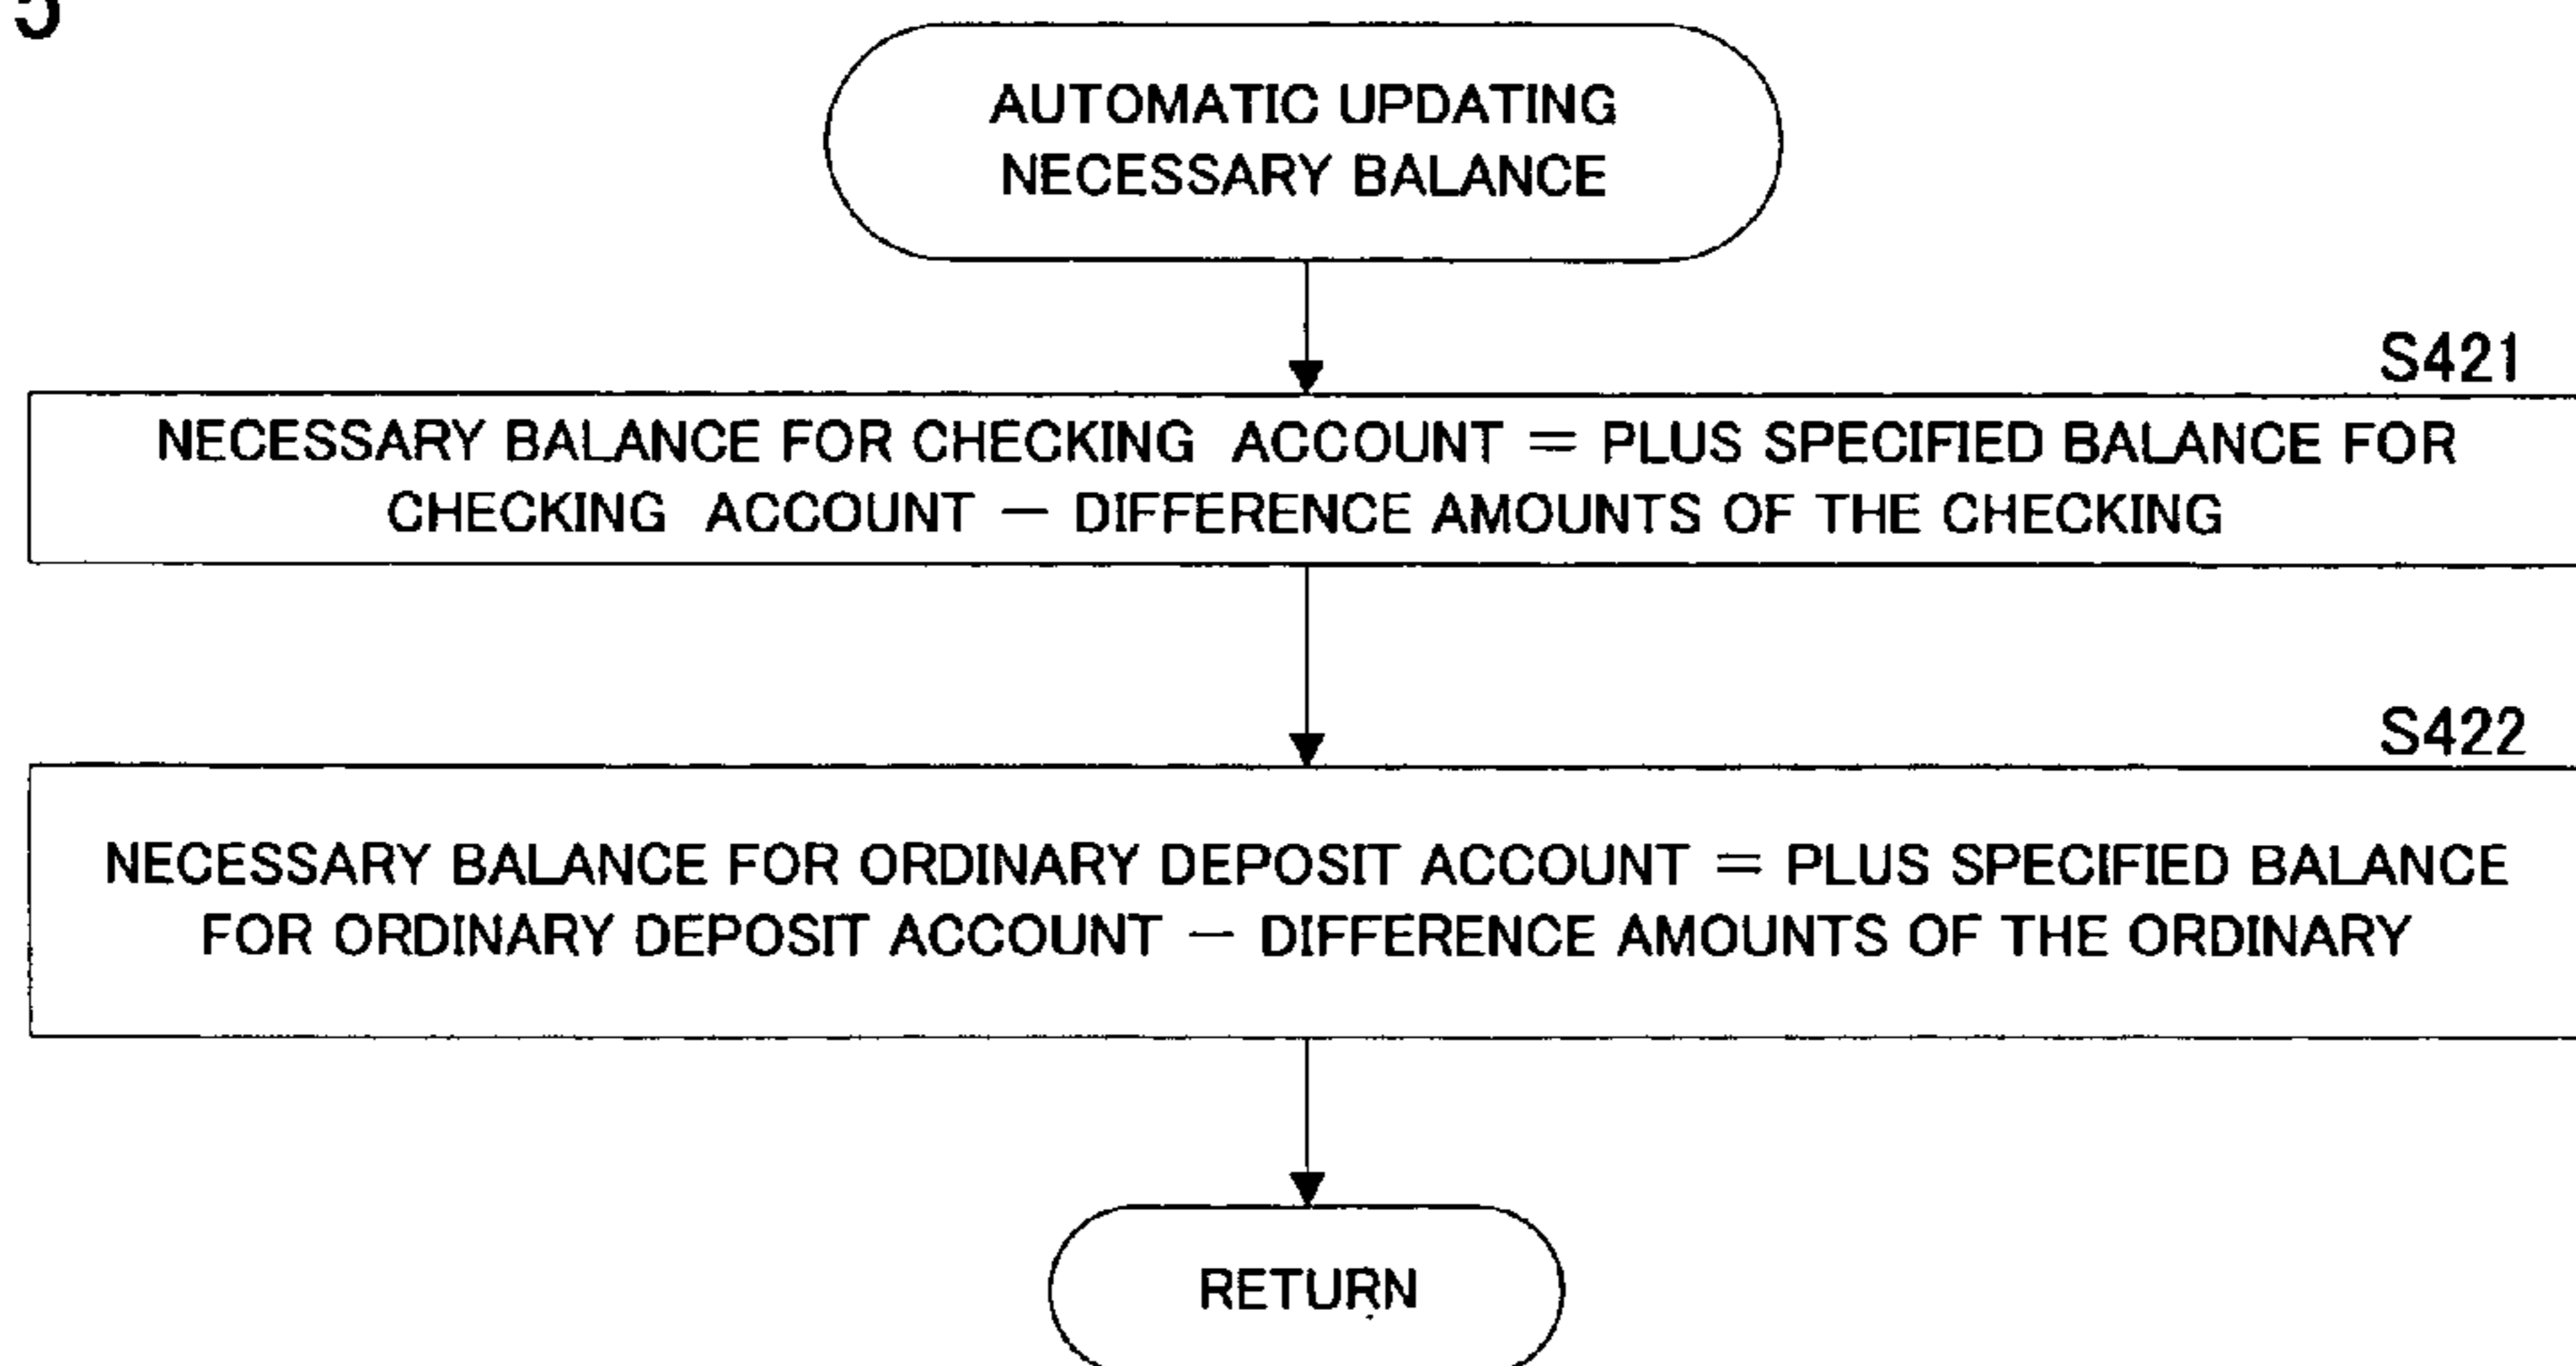 5
AUTOMATIC UPDATING
NECESSARY BALANCE
S421
NECESSARY BALANCE FOR CHECKING ACCOUNT = PLUS SPECIFIED BALANCE FOR
CHECKING ACCOUNT — DIFFERENCE AMOUNTS OF THE CHECKING
S422
NECESSARY BALANCE FOR ORDINARY DEPOSIT ACCOUNT = PLUS SPECIFIED BALANCE
FOR ORDINARY DEPOSIT ACCOUNT — DIFFERENCE AMOUNTS OF THE ORDINARY
RETURN